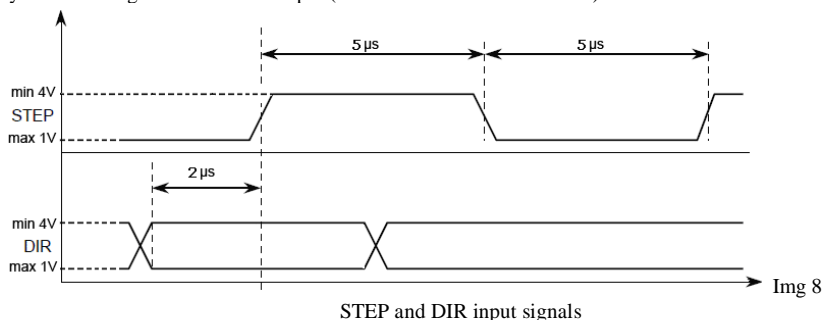 5 µs 5 µs
min 4V
STEP
max 1V
2 µs
min 4V
DIR
max 1V
Img 8
STEP and DIR input signals